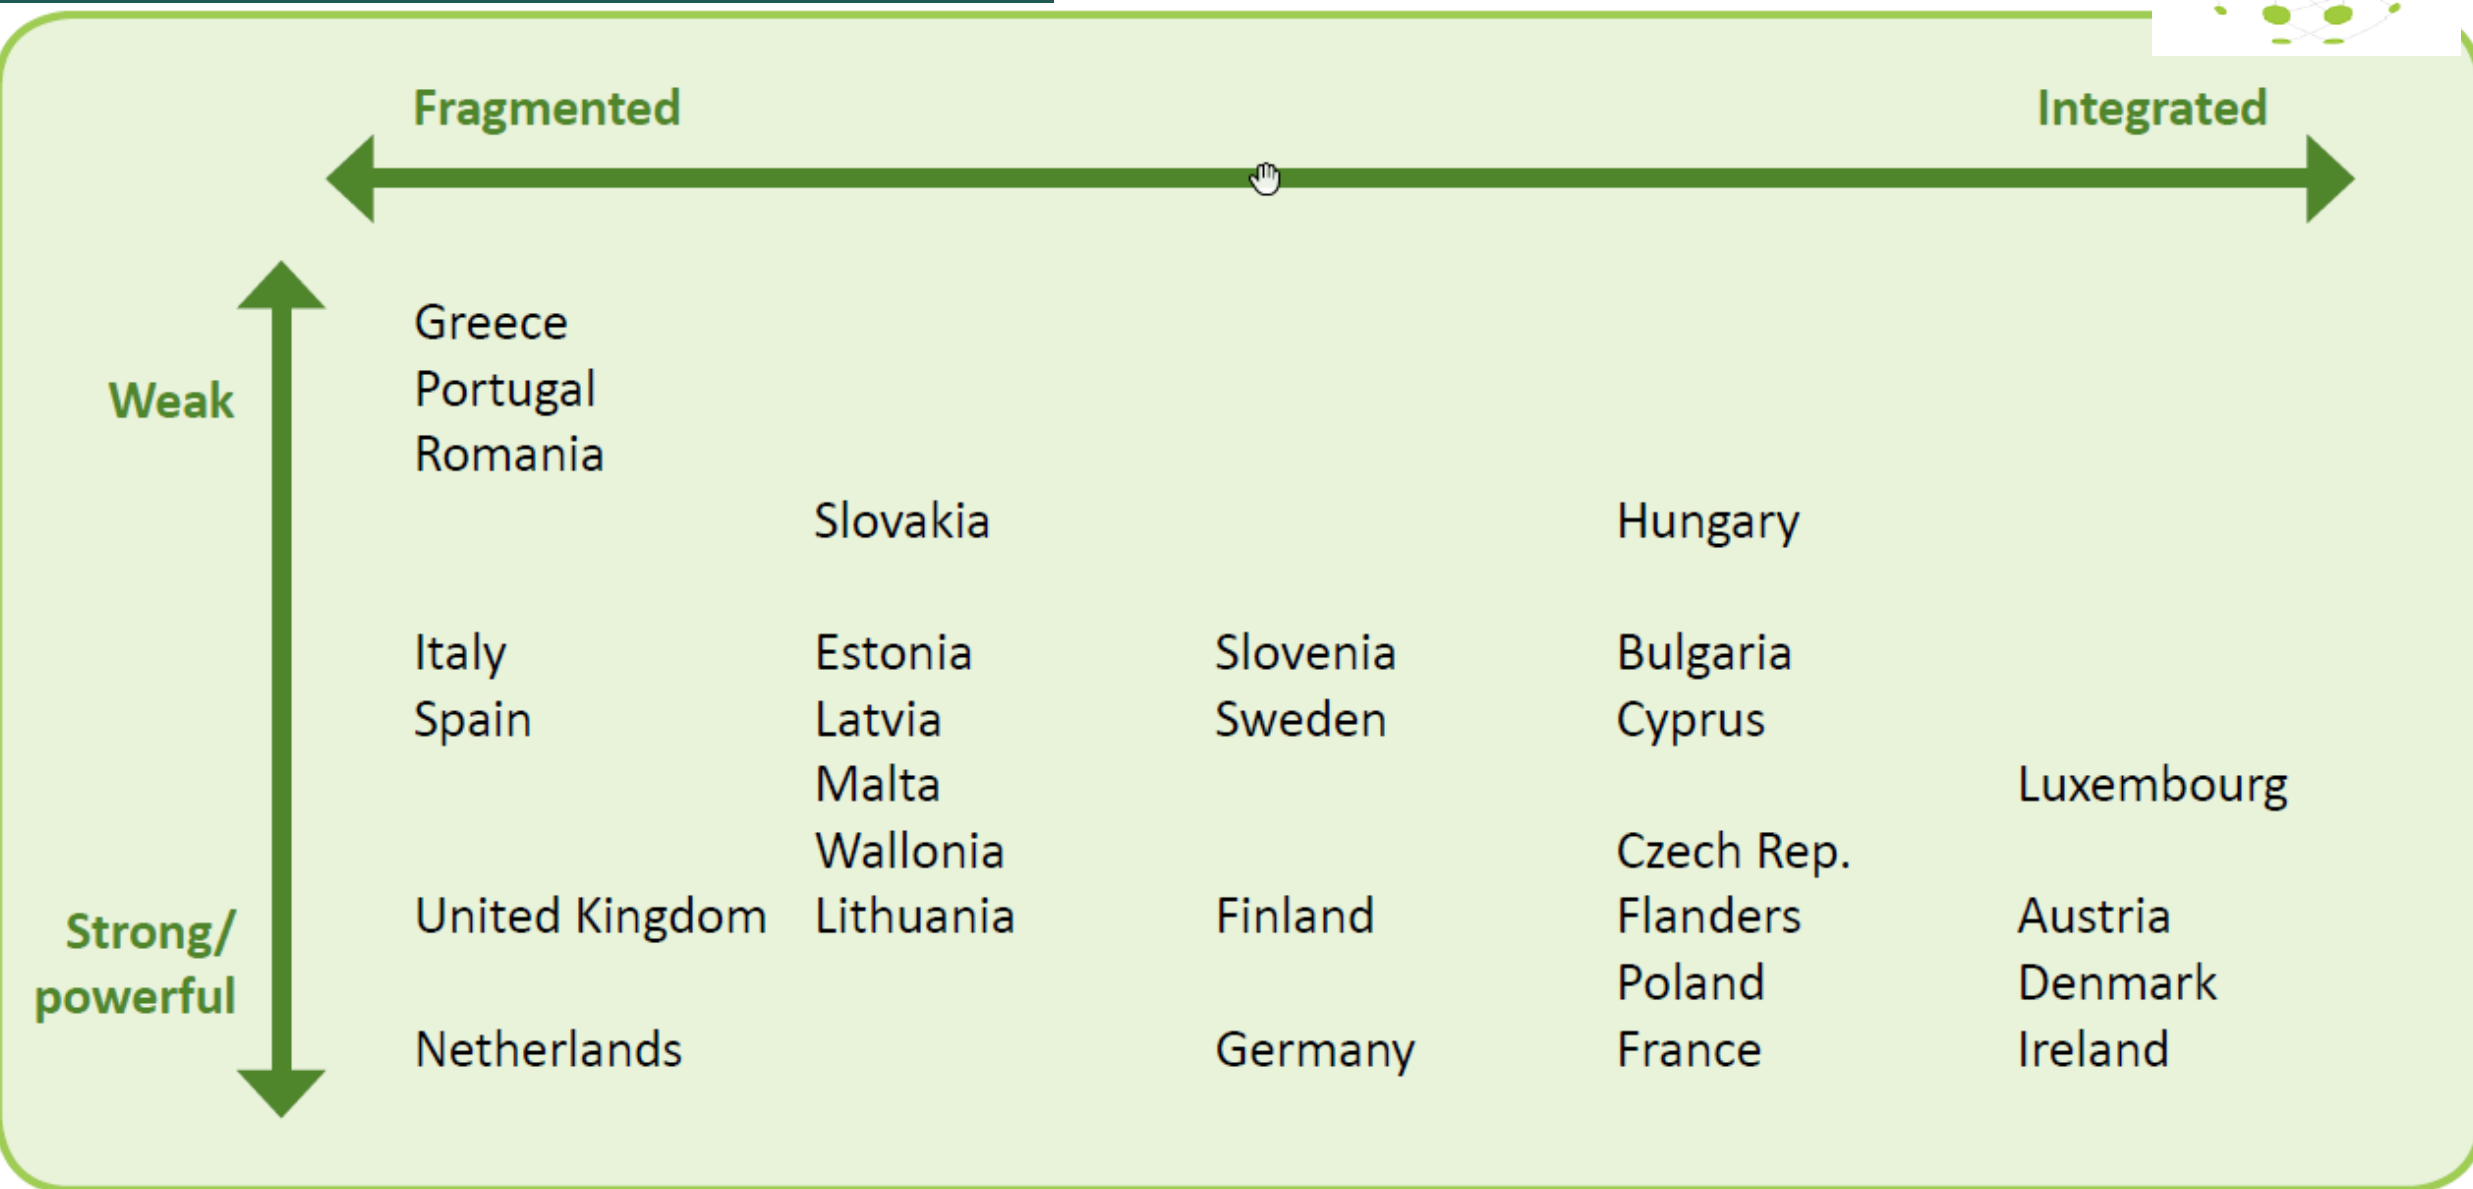 Fragmented Integrated
Greece
Weak Portugal
Romania
Slovakia Hungary
Italy Estonia Slovenia Bulgaria
Spain Latvia Sweden Cyprus
Malta Luxembourg
Wallonia Czech Rep.
Strong/ United Kingdom Lithuania Finland Flanders Austria
powerful Poland Denmark
Netherlands Germany France Ireland